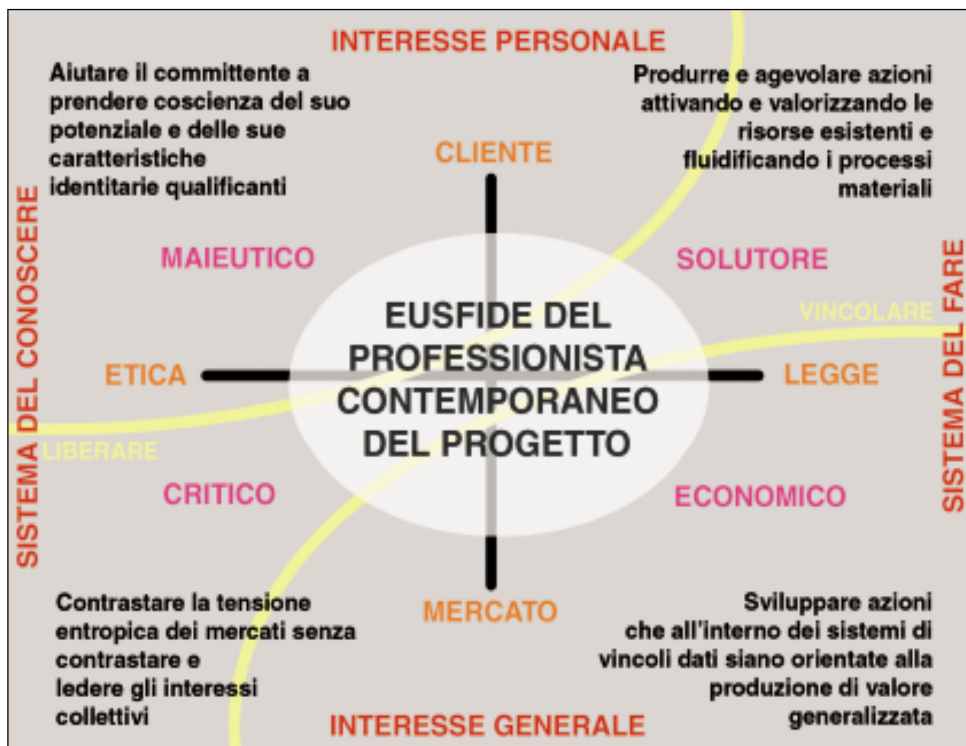 INTERESSE PERSONALE
Aiutare il committente a
prendere coscienza del suo
potenziale e delle sue
caratteristiche
identitarie qualificanti
Produrre e agevolare azioni
attivando e valorizzando le
risorse esistenti e
fluidificando i processi
materiali
CLIENTE
SISTEMA DEL CONOSCERE
MAIEUTICO
SOLUTORE
SISTEMA DEL FARE
EUSFIDE DEL
PROFESSIONISTA
CONTEMPORANEO
DEL PROGETTO
VINCOLARE
ETICA
LEGGE
LIBERARE
CRITICO
ECONOMICO
MERCATO
Contrastare la tensione
entropica dei mercati senza
contrastare e
ledere gli interessi
collettivi
Sviluppare azioni
che all'interno dei sistemi di
vincoli dati siano orientate alla
produzione di valore
generalizzata
INTERESSE GENERALE